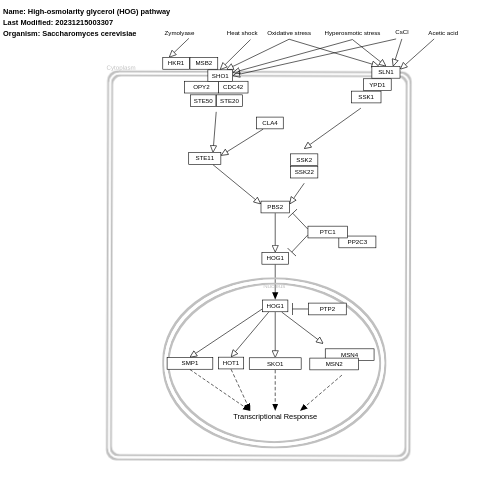 Name: High-osmolarity glycerol (HOG) pathway
Last Modified: 20231215003307
Organism: Saccharomyces cerevisiae
Zymolyase
Heat shock
Oxidative stress
Hyperosmotic stress
CsCl
Acetic acid
HKR1
MSB2
Cytoplasm
SHO1
SLN1
OPY2
CDC42
YPD1
STE50
STE20
SSK1
CLA4
STE11
SSK2
SSK22
PBS2
PTC1
PP2C3
HOG1
Nucleus
HOG1
PTP2
MSN4
SMP1
HOT1
SKO1
MSN2
Transcriptional Response